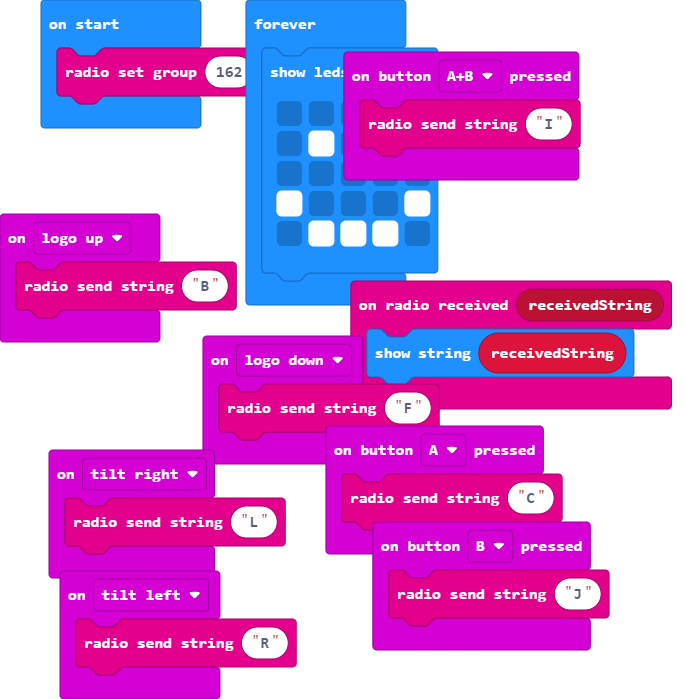 on start
radio set group 162
forever
show leds
on button A+B pressed
radio send string "I"
on logo up
radio send string "B"
on radio received receivedString
show string receivedString
on logo down
radio send string "F"
on button A pressed
radio send string "C"
on tilt right
radio send string "L"
on button B pressed
radio send string "J"
on tilt left
radio send string "R"